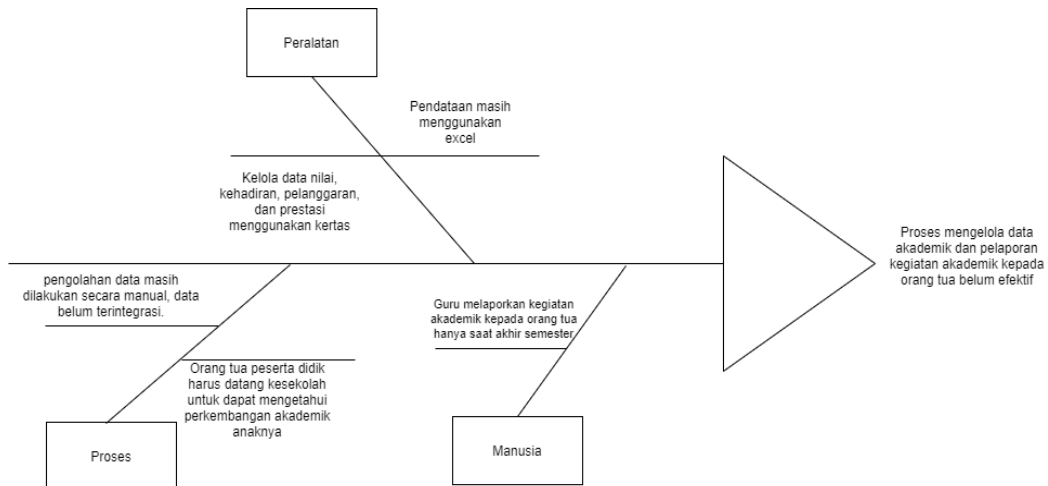 Peralatan
Pendataan masih
menggunakan
excel
Kelola data nilai,
kehadiran, pelanggaran,
dan prestasi
menggunakan kertas
Proses mengelola data
akademik dan pelaporan
kegiatan akademik kepada
orang tua belum efektif
pengolahan data masih
dilakukan secara manual, data
belum terintegrasi.
Guru melaporkan kegiatan
akademik kepada orang tua
hanya saat akhir semester
Orang tua peserta didik
harus datang kesekolah
untuk dapat mengetahui
perkembangan akademik
anaknya
Proses
Manusia